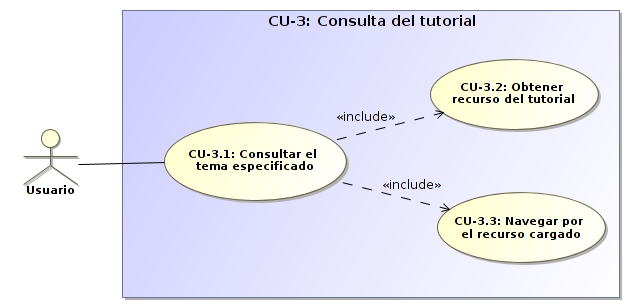 CU-3: Consulta del tutorial
CU-3.2: Obtener
recurso del tutorial
«include»
CU-3.1: Consultar el
tema especificado
Usuario
«include»
CU-3.3: Navegar por
el recurso cargado